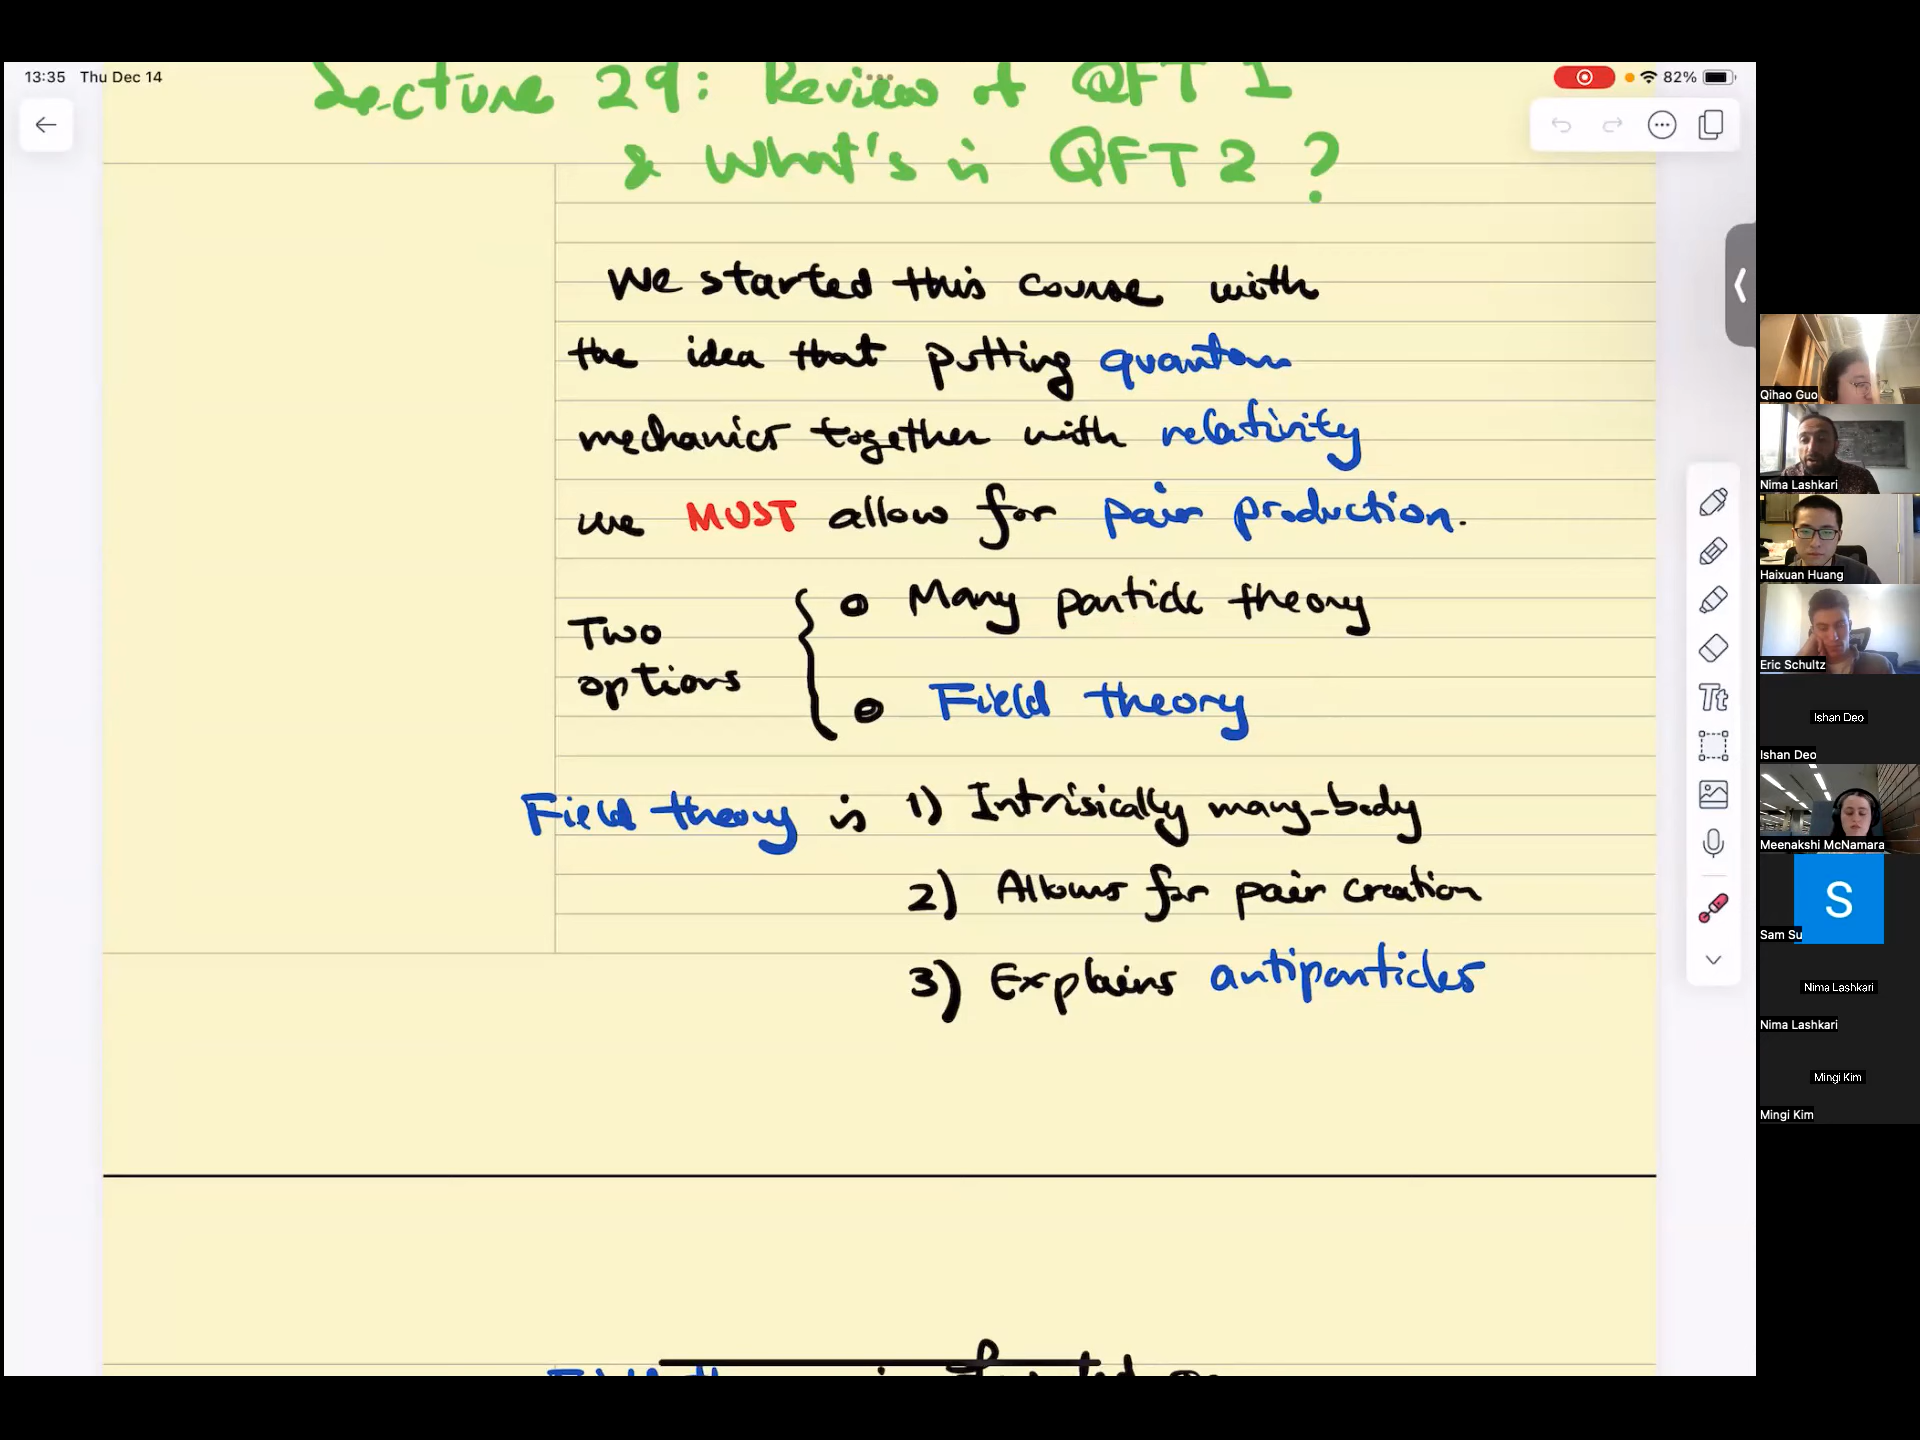 13:35 Thu Dec 14
82%
Lecture 29: Review of QFT 1
& What's in QFT 2 ?
We started this course with
the idea that putting quantum
mechanics together with relativity
we MUST allow for pair production.
Two
options
• Many particle theory
• Field theory
Field theory is 1) Intrisically many-body
2) Allows for pair creation
3) Explains antiparticles
Tt
Qihao Guo
Nima Lashkari
Haixuan Huang
Eric Schultz
Ishan Deo
Ishan Deo
Meenakshi McNamara
S
Sam Su
Nima Lashkari
Nima Lashkari
Mingi Kim
Mingi Kim